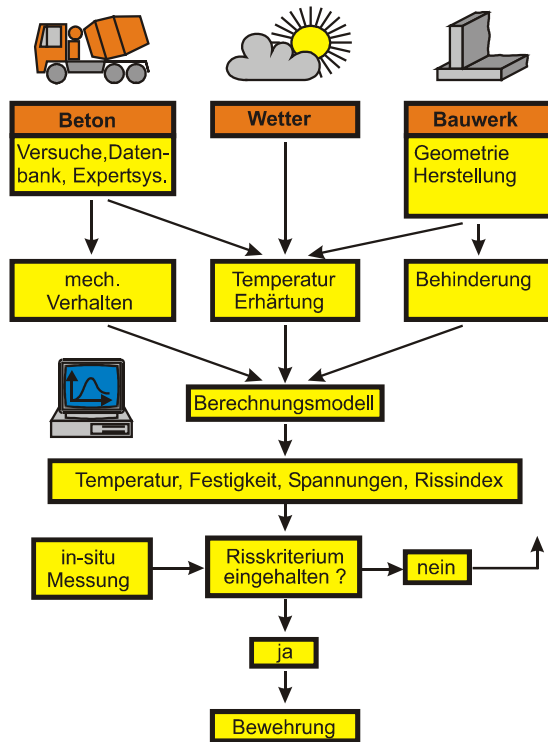 Beton
Versuche,Daten-
bank, Expertsys.
Wetter
Bauwerk
Geometrie
Herstellung
mech.
Verhalten
Temperatur
Erhärtung
Behinderung
Berechnungsmodell
Temperatur, Festigkeit, Spannungen, Rissindex
in-situ
Messung
Risskriterium
eingehalten ?
nein
ja
Bewehrung